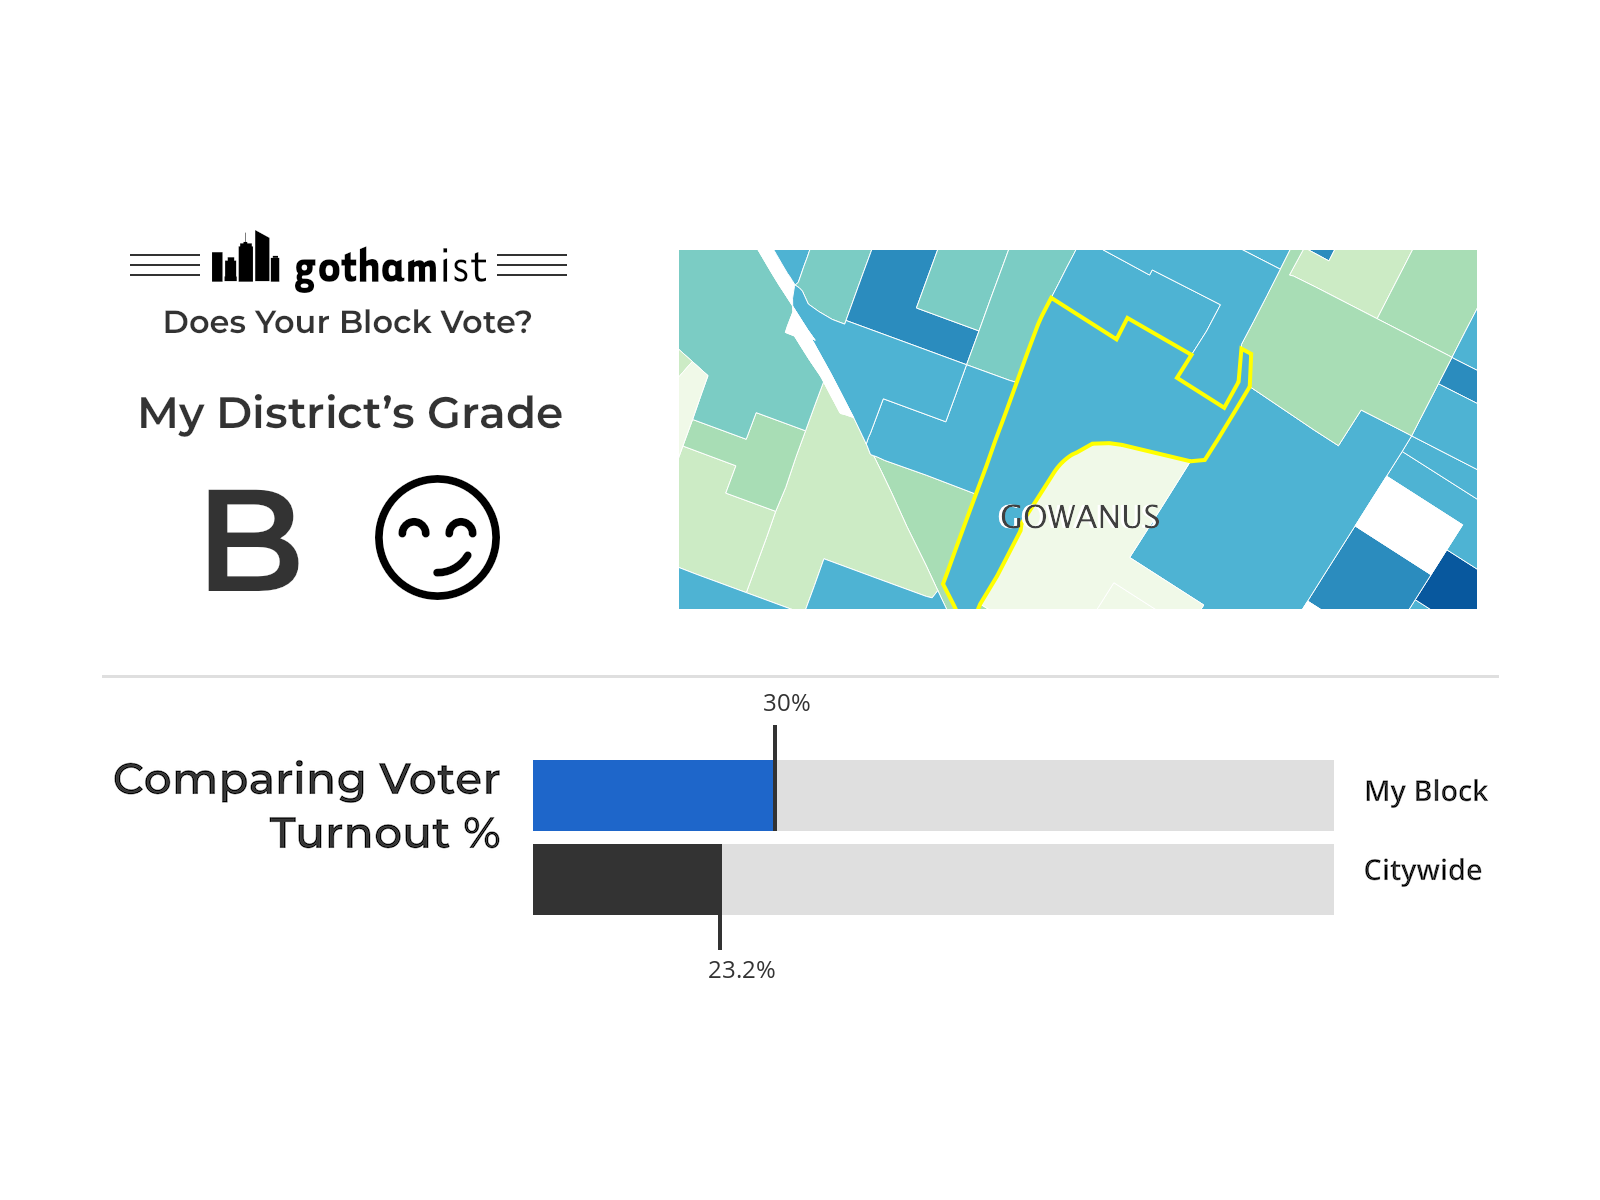 gothamist
Does Your Block Vote?
My District’s Grade
B
GOWANUS
30%
Comparing Voter
Turnout %
My Block
Citywide
23.2%